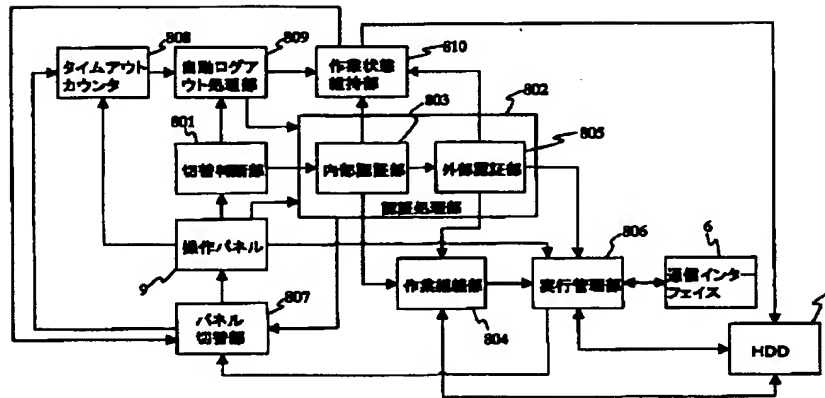 808
809
810
タイムアウト
カウンタ
自動ログア
ウト処理部
作業状態
維持部
803
802
801
805
切替判断部
内部認証部
外部認証部
認証処理部
操作パネル
806
6
9
807
作業継続部
実行管理部
通信インター
フェイス
パネル
切替部
804
HDD